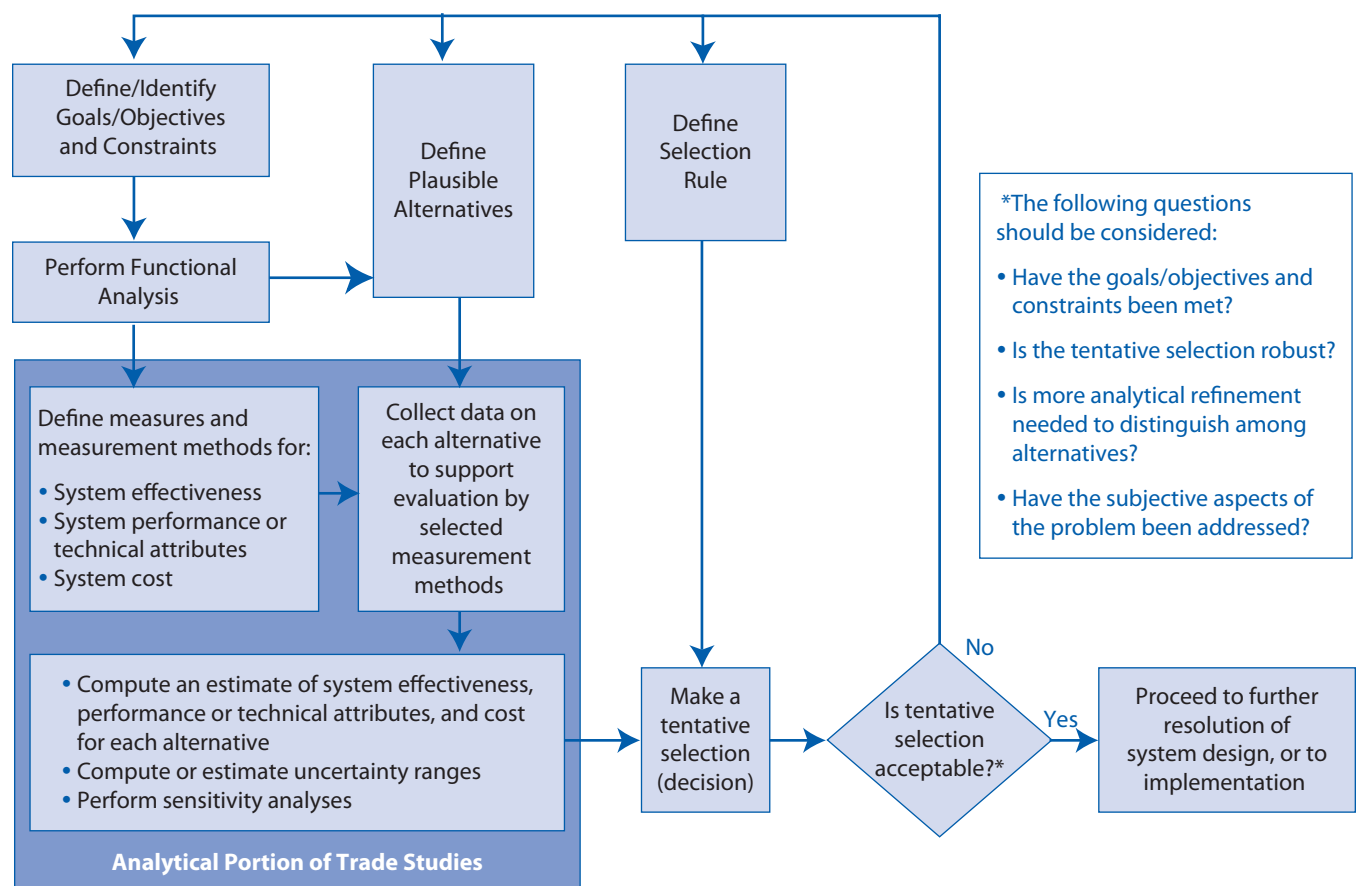 Define/Identify
Goals/Objectives
and Constraints
Define
Plausible
Alternatives
Define
Selection
Rule
Perform Functional
Analysis
*The following questions
should be considered:
• Have the goals/objectives and
constraints been met?
• Is the tentative selection robust?
• Is more analytical refinement
needed to distinguish among
alternatives?
• Have the subjective aspects of
the problem been addressed?
Define measures and
measurement methods for:
• System effectiveness
• System performance or
technical attributes
• System cost
Collect data on
each alternative
to support
evaluation by
selected
measurement
methods
• Compute an estimate of system effectiveness,
performance or technical attributes, and cost
for each alternative
• Compute or estimate uncertainty ranges
• Perform sensitivity analyses
Analytical Portion of Trade Studies
Make a
tentative
selection
(decision)
Is tentative
selection
acceptable?*
No
Yes
Proceed to further
resolution of
system design, or to
implementation